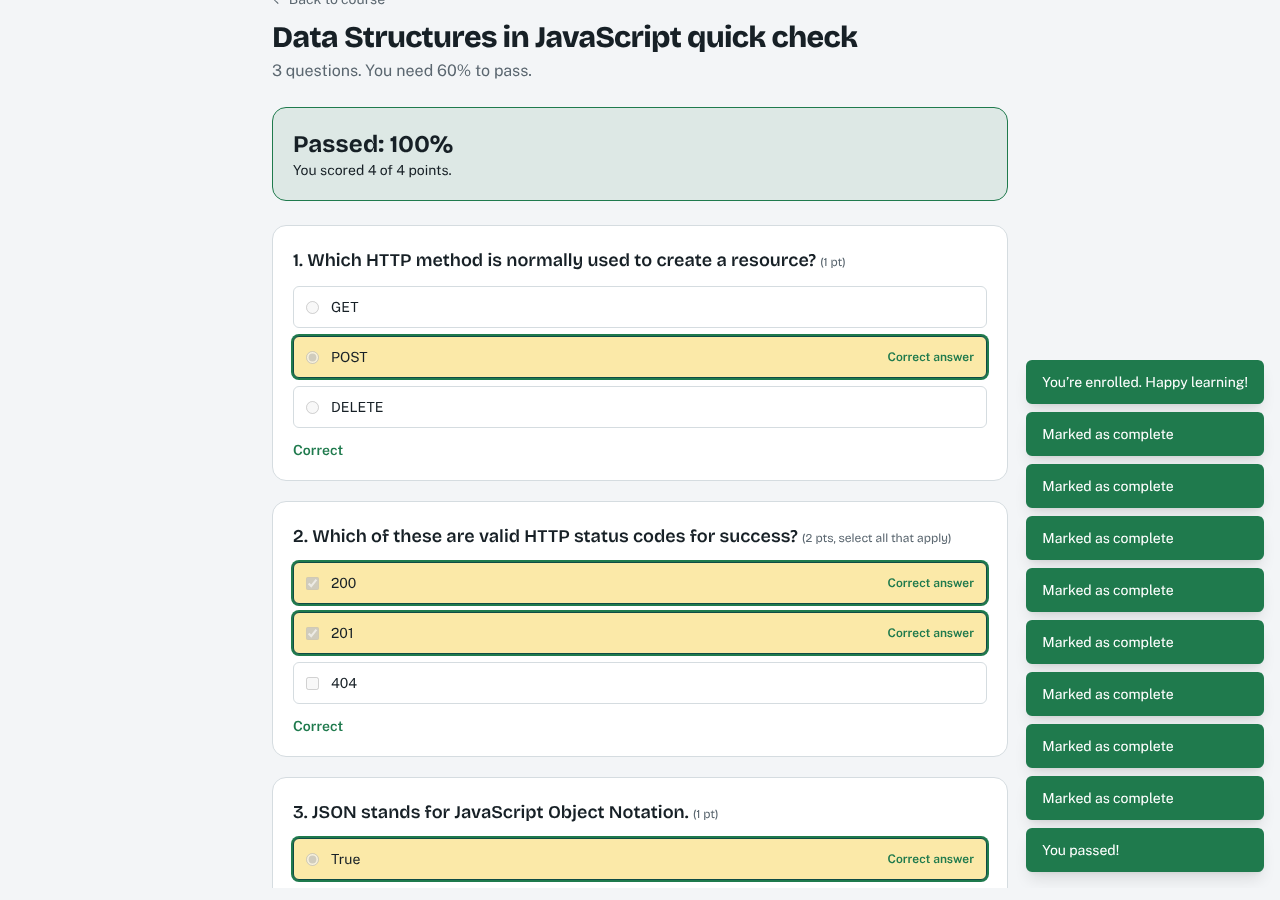 Back to course
Data Structures in JavaScript quick check
3 questions. You need 60% to pass.
Passed: 100%
You scored 4 of 4 points.
1. Which HTTP method is normally used to create a resource? (1 pt)
GET
POST Correct answer
DELETE
Correct
2. Which of these are valid HTTP status codes for success? (2 pts, select all that apply)
200 Correct answer
201 Correct answer
404
Correct
3. JSON stands for JavaScript Object Notation. (1 pt)
True Correct answer
You're enrolled. Happy learning!
Marked as complete
Marked as complete
Marked as complete
Marked as complete
Marked as complete
Marked as complete
Marked as complete
Marked as complete
You passed!